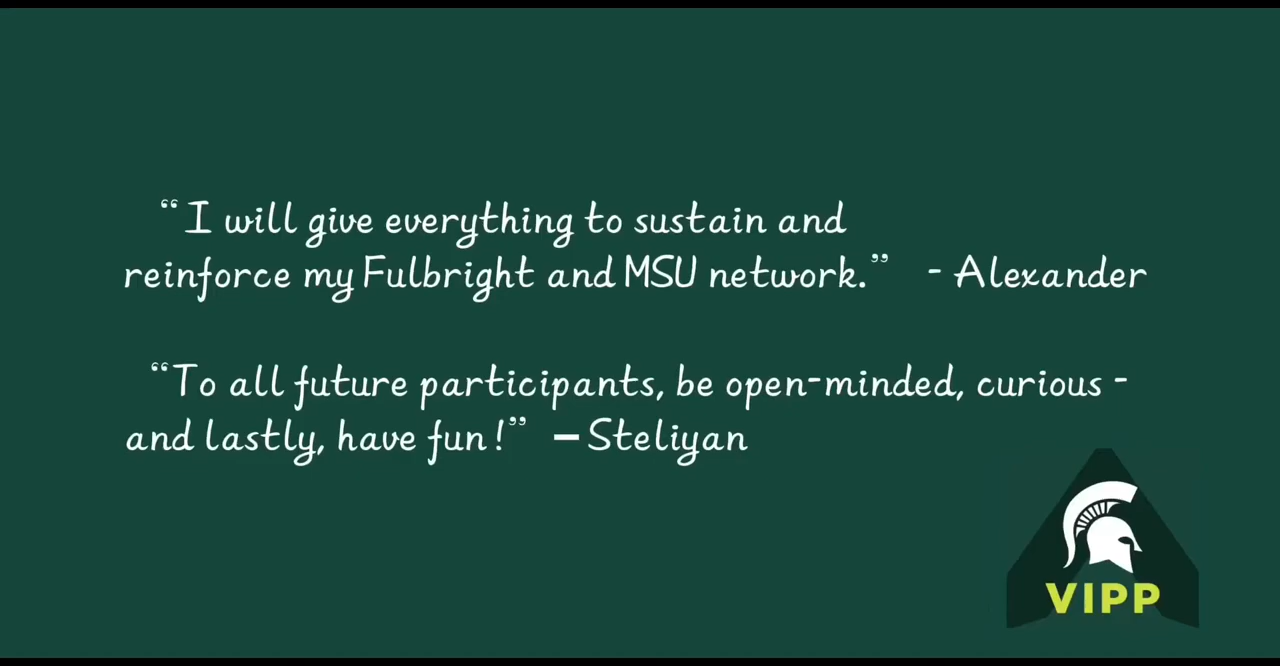 “I will give everything to sustain and
reinforce my Fulbright and MSU network.” - Alexander
“To all future participants, be open-minded, curious -
and lastly, have fun!” – Steliyan
VIPP